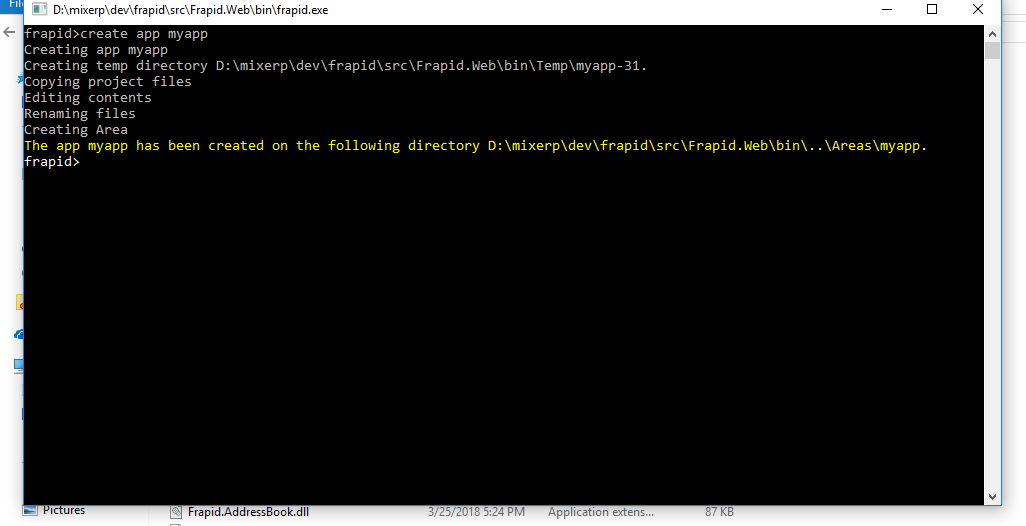 Fil
D:\mixerp\dev\frapid\src\Frapid.Web\bin\frapid.exe
frapid>create app myapp
Creating app myapp
Creating temp directory D:\mixerp\dev\frapid\src\Frapid.Web\bin\Temp\myapp-31.
Copying project files
Editing contents
Renaming files
Creating Area
The app myapp has been created on the following directory D:\mixerp\dev\frapid\src\Frapid.Web\bin\..\Areas\myapp.
frapid>
Pictures
Frapid.AddressBook.dll 3/25/2018 5:24 PM Application extens... 87 KB